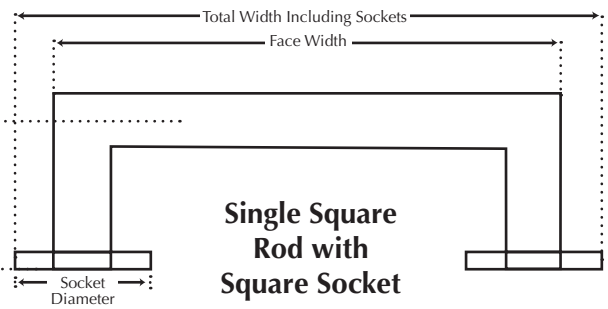 Total Width Including Sockets
Face Width
Single Square
Rod with
Square Socket
Socket
Diameter